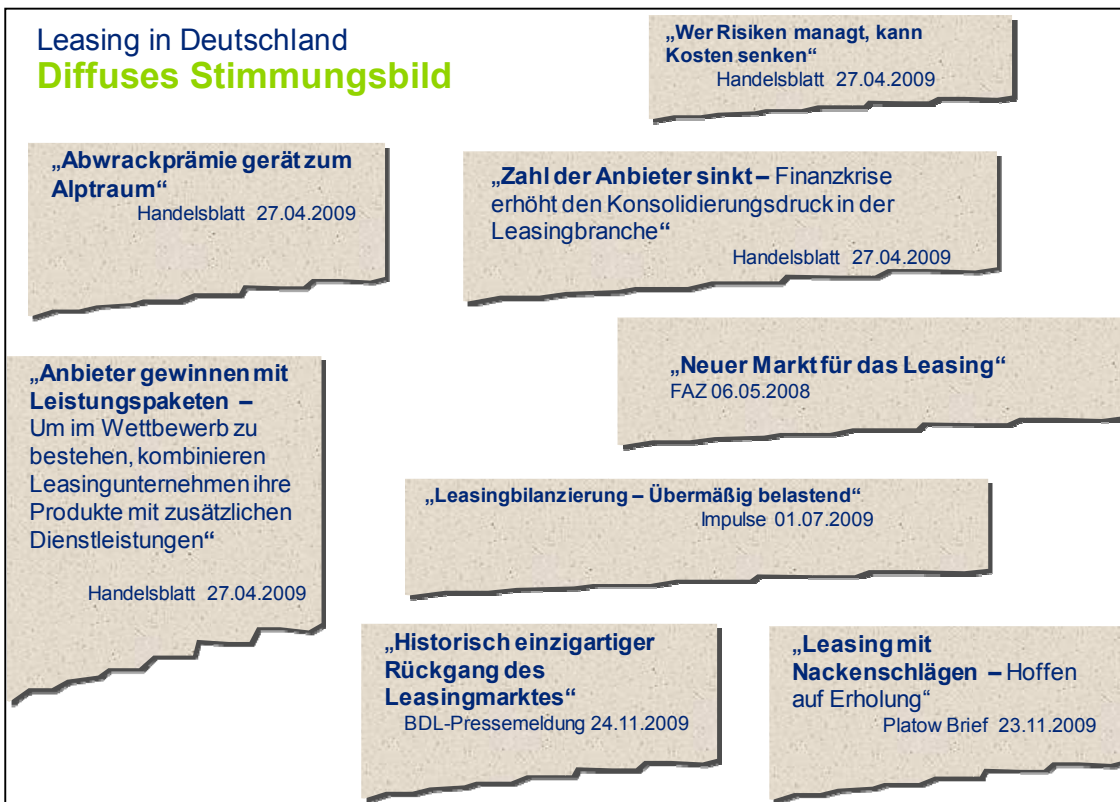 Leasing in Deutschland
Diffuses Stimmungsbild
„Wer Risiken managt, kann
Kosten senken“
Handelsblatt 27.04.2009
„Abwrackprämie gerät zum
Alptraum“
Handelsblatt 27.04.2009
„Zahl der Anbieter sinkt – Finanzkrise
erhöht den Konsolidierungsdruck in der
Leasingbranche“
Handelsblatt 27.04.2009
„Neuer Markt für das Leasing“
FAZ 06.05.2008
„Anbieter gewinnen mit
Leistungspaketen –
Um im Wettbewerb zu
bestehen, kombinieren
Leasingunternehmen ihre
Produkte mit zusätzlichen
Dienstleistungen“
Handelsblatt 27.04.2009
„Leasingbilanzierung – Übermäßig belastend“
Impulse 01.07.2009
„Historisch einzigartiger
Rückgang des
Leasingmarktes“
BDL-Pressemeldung 24.11.2009
„Leasing mit
Nackenschlägen – Hoffen
auf Erholung“
Platow Brief 23.11.2009